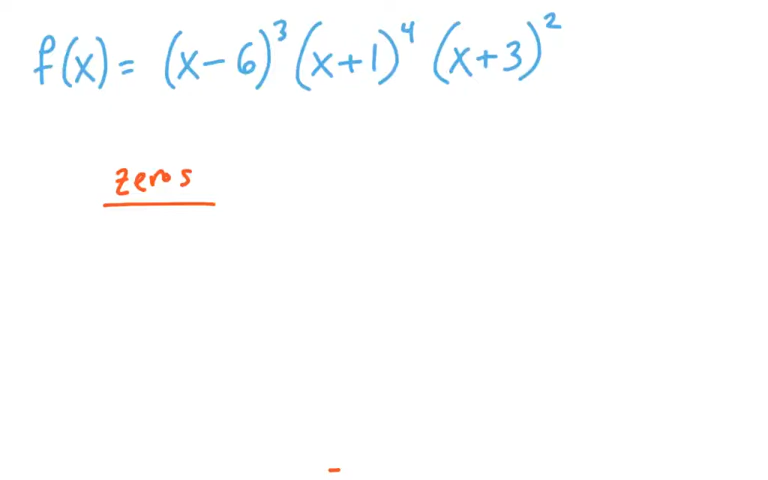 f(x) = (x-6)³ (x+1)⁴ (x+3)²
zeros